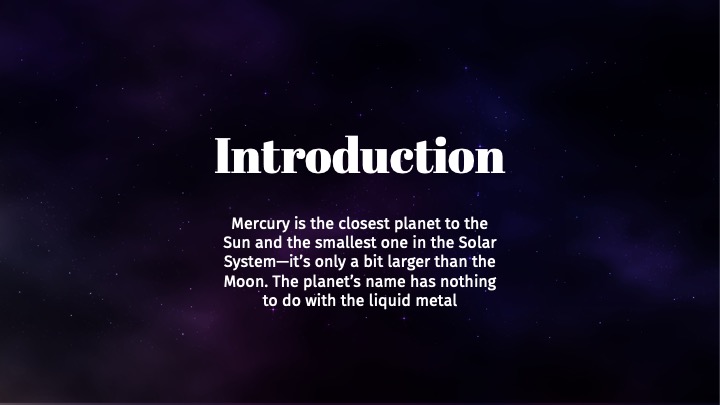 Introduction
Mercury is the closest planet to the
Sun and the smallest one in the Solar
System—it’s only a bit larger than the
Moon. The planet’s name has nothing
to do with the liquid metal